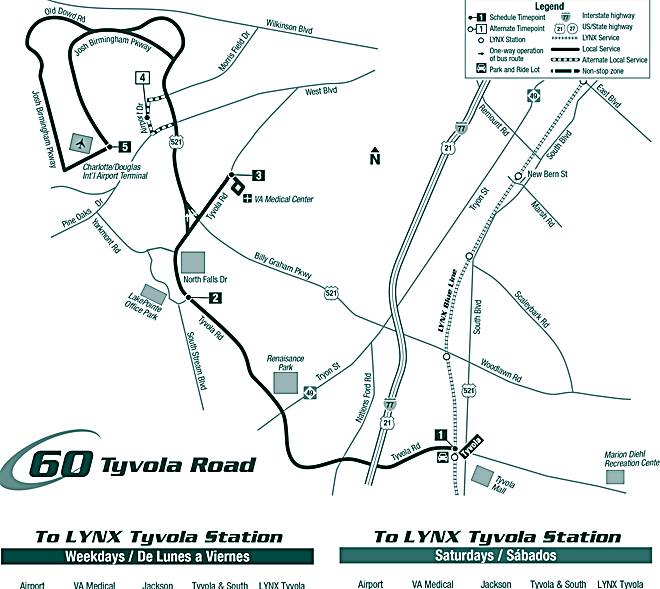 Old Dowd Rd
Wilkinson Blvd
Josh Birmingham Pkway
Morris Field Dr
4
West Blvd
Airport Dr
Josh Birmingham Pkway
521
5
Charlotte/Douglas
Int'l Airport Terminal
3
VA Medical Center
Tyvola Rd
Pine Oaks Dr
Yorkmont Rd
Billy Graham Pkwy
521
North Falls Dr
LakePointe
Office Park
2
Tyvola Rd
South Stream Blvd
Renaisance
Park
Tryon St
49
Nations Ford Rd
77
21
Tyvola Rd
1
Tyvola
Tyvola
Mall
Marion Diehl
Recreation Cente
N
Legend
1 Schedule Timepoint
1 Alternate Timepoint
LYNX Station
One-way operation
of bus route
Park and Ride Lot
77 Interstate highway
21 27 US/State highway
LYNX Service
Local Service
Alternate Local Service
Non-stop zone
49
East Blvd
Remount Rd
77
21
South Blvd
Tryon St
New Bern St
Marsh Rd
LYNX Blue Line
South Blvd
Scaleybark Rd
Woodlawn Rd
521
60 Tyvola Road
To LYNX Tyvola Station
Weekdays / De Lunes a Viernes
Airport VA Medical Jackson Tyvola & South LYNX Tyvola
To LYNX Tyvola Station
Saturdays / Sábados
Airport VA Medical Jackson Tyvola & South LYNX Tyvola